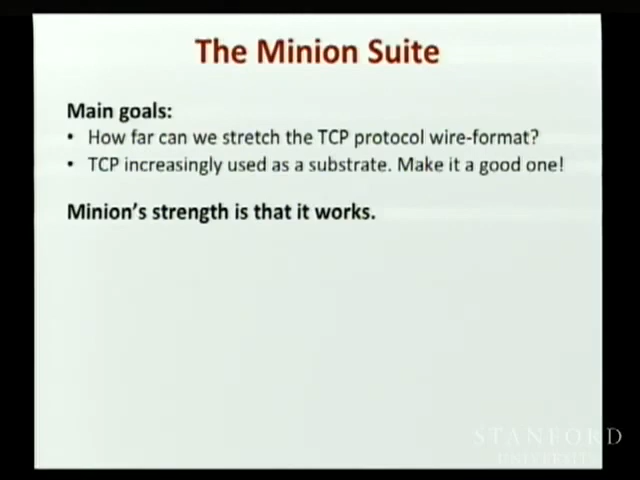 The Minion Suite
Main goals:
• How far can we stretch the TCP protocol wire-format?
• TCP increasingly used as a substrate. Make it a good one!
Minion's strength is that it works.
STANFORD
UNIVERSITY